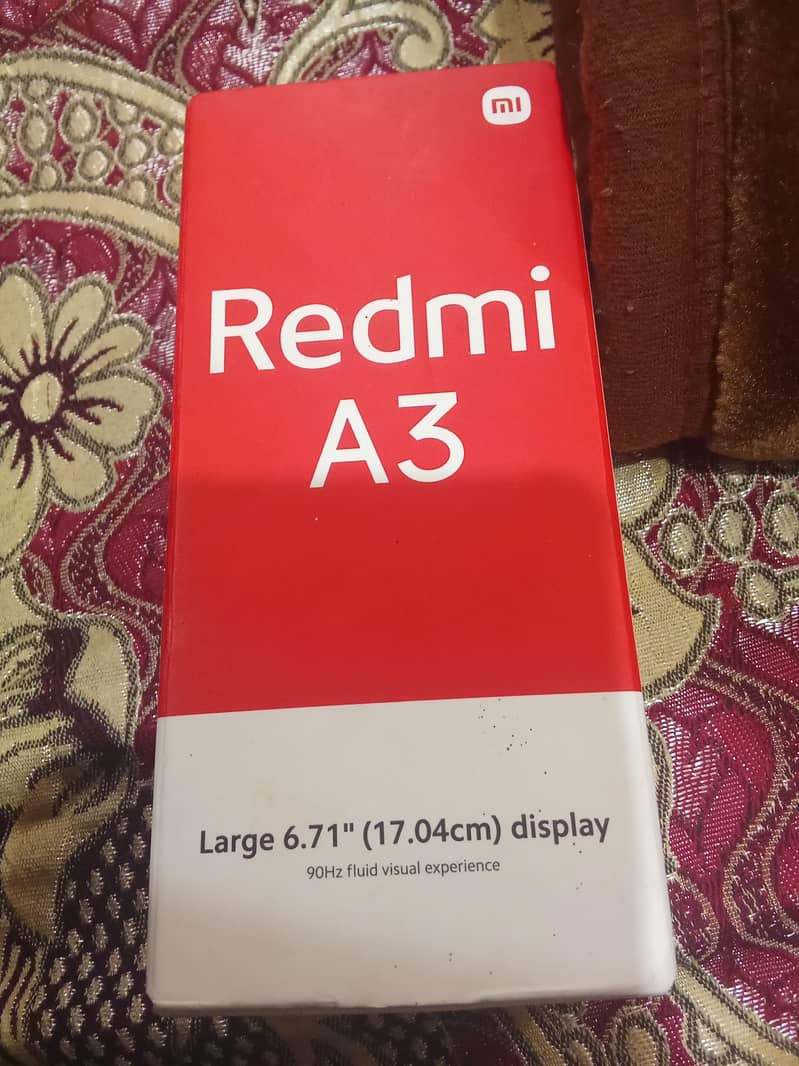 mi
Redmi
A3
Large 6.71" (17.04cm) display
90Hz fluid visual experience